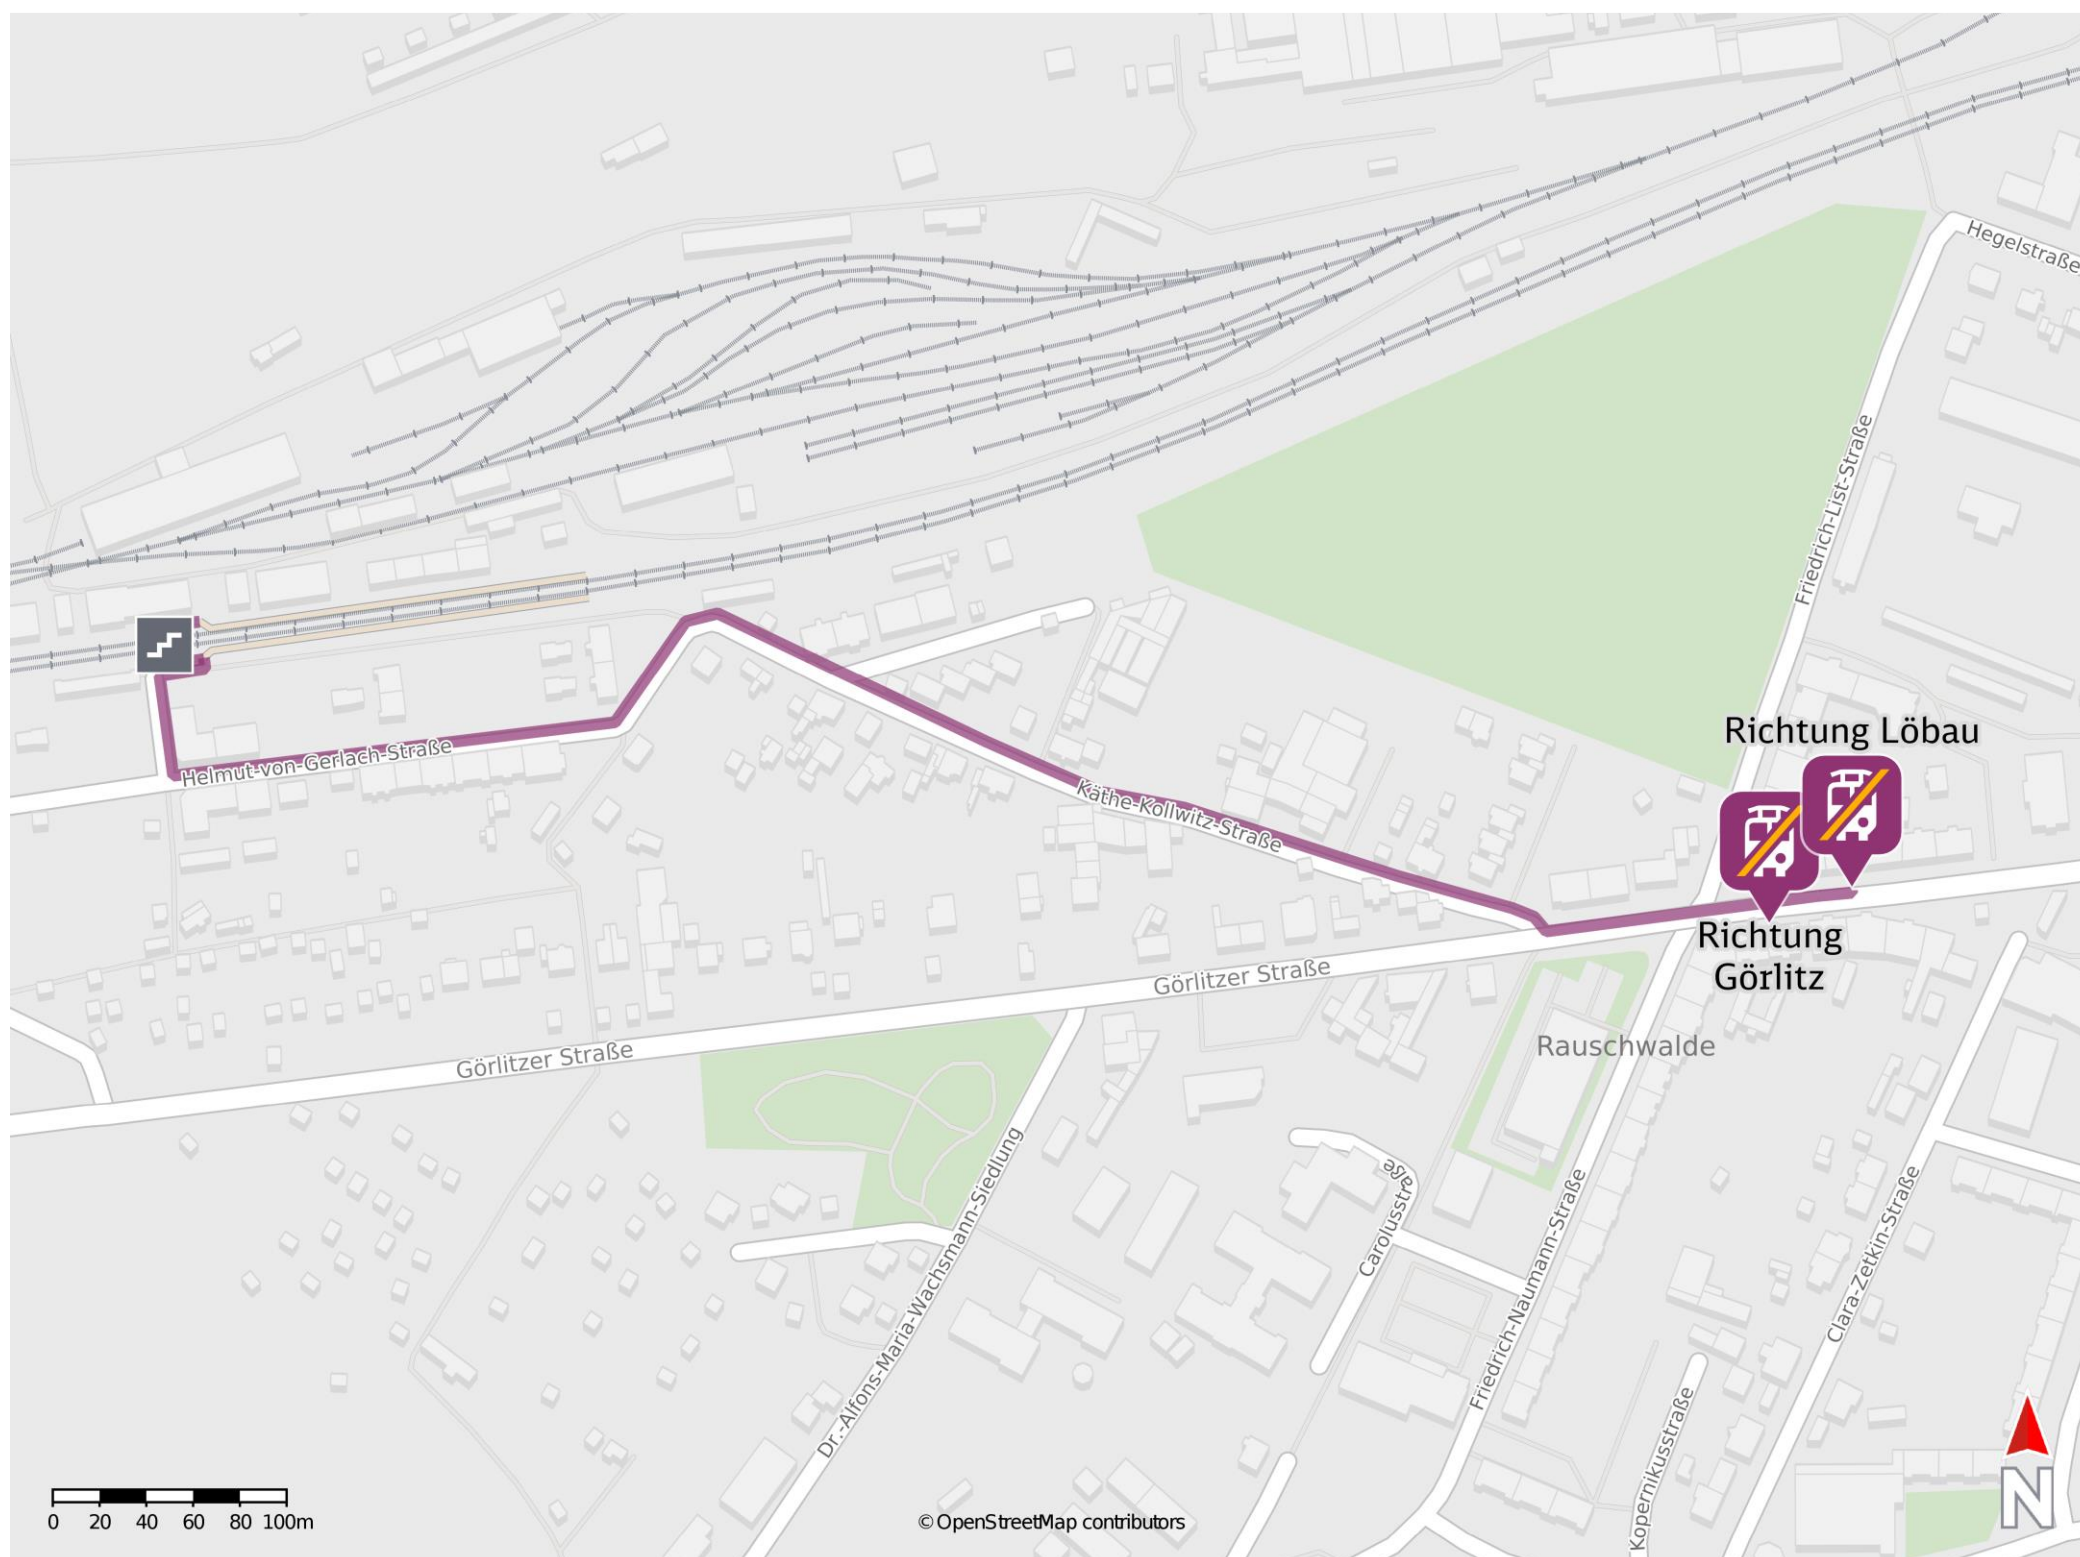 Hegelstraße
Friedrich-List-Straße
Richtung Löbau
Helmut-von-Gerlach-Straße
Käthe-Kollwitz-Straße
Richtung
Görlitz
Görlitzer Straße
Rauschwalde
Görlitzer Straße
Dr.-Alfons-Maria-Wachsmann-Siedlung
Carolusstraße
Friedrich-Naumann-Straße
Clara-Zetkin-Straße
Kopernikusstraße
N
0 20 40 60 80 100m
© OpenStreetMap contributors